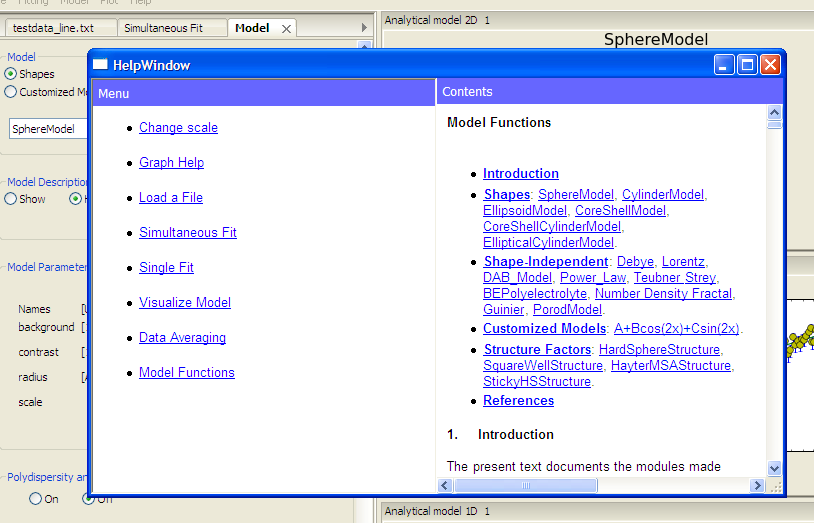 Fitting Model Plot Help
testdata_line.txt
Simultaneous Fit
Model
Analytical model 2D 1
SphereModel
Model
Shapes
Customized
SphereModel
Model Description
Show
Model Parameter
Names
background
contrast
radius
scale
Polydispersity
On
Off
HelpWindow
Menu
Change scale
Graph Help
Load a File
Simultaneous Fit
Single Fit
Visualize Model
Data Averaging
Model Functions
Contents
Model Functions
Introduction
Shapes: SphereModel, CylinderModel,
EllipsoidModel, CoreShellModel,
CoreShellCylinderModel,
EllipticalCylinderModel.
Shape-Independent: Debye, Lorentz,
DAB_Model, Power_Law, Teubner Strey,
BEPolyelectrolyte, Number Density Fractal,
Guinier, PorodModel.
Customized Models: A+Bcos(2x)+Csin(2x).
Structure Factors: HardSphereStructure,
SquareWellStructure, HayterMSAStructure,
StickyHSStructure.
References
1. Introduction
The present text documents the modules made
Analytical model 1D 1